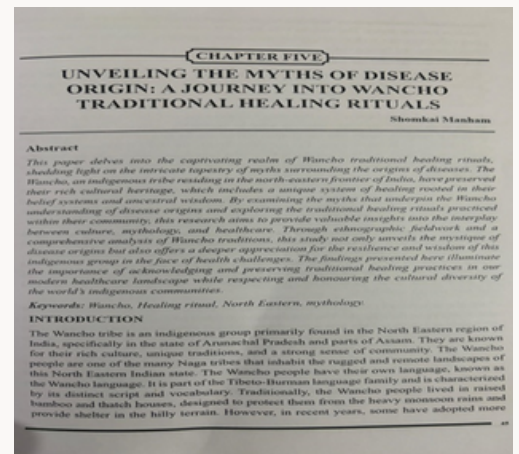 CHAPTER FIVE
UNVEILING THE MYTHS OF DISEASE
ORIGIN: A JOURNEY INTO WANCHO
TRADITIONAL HEALING RITUALS
Shomkai Manham
Abstract
This paper delves into the captivating realm of Wancho traditional healing rituals,
shedding light on the intricate tapestry of myths surrounding the origins of diseases. The
Wancho, an indigenous tribe residing in the north-eastern frontier of India, have preserved
their rich cultural heritage, which includes a unique system of healing rooted in their
belief systems and ancestral wisdom. By examining the myths that underpin the Wancho
understanding of disease origins and exploring the traditional healing rituals practiced
within their community, this research aims to provide valuable insights into the interplay
between culture, mythology, and healthcare. Through ethnographic fieldwork and a
comprehensive analysis of Wancho traditions, this study not only unveils the mystique of
disease origins but also offers a deeper appreciation for the resilience and wisdom of this
indigenous group in the face of health challenges. The findings presented here illuminate
the importance of acknowledging and preserving traditional healing practices in our
modern healthcare landscape while respecting and honouring the cultural diversity of
the world's indigenous communities.
Keywords: Wancho, Healing ritual, North Eastern, mythology.
INTRODUCTION
The Wancho tribe is an indigenous group primarily found in the North Eastern region of
India, specifically in the state of Arunachal Pradesh and parts of Assam. They are known
for their rich culture, unique traditions, and a strong sense of community. The Wancho
people are one of the many Naga tribes that inhabit the rugged and remote landscapes of
this North Eastern Indian state. The Wancho people have their own language, known as
the Wancho language. It is part of the Tibeto-Burman language family and is characterized
by its distinct script and vocabulary. Traditionally, the Wancho people lived in raised
bamboo and thatch houses, designed to protect them from the heavy monsoon rains and
provide shelter in the hilly terrain. However, in recent years, some have adopted more